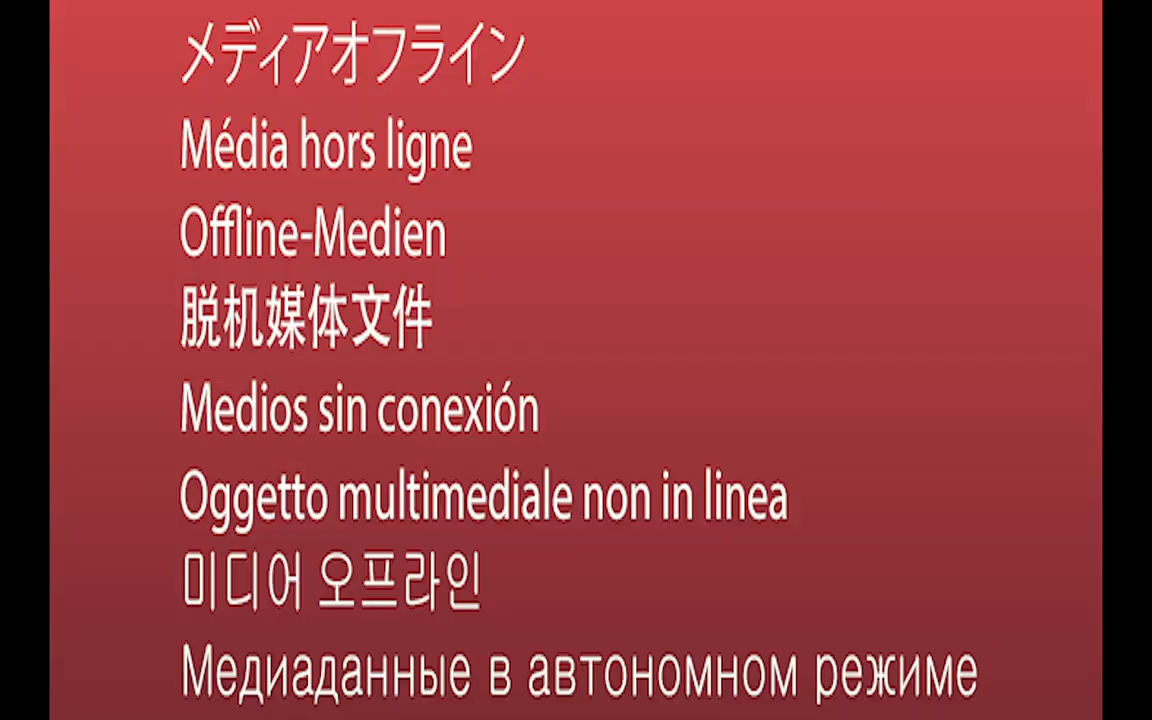 メディアオフライン
Média hors ligne
Offline-Medien
脱机媒体文件
Medios sin conexión
Oggetto multimediale non in linea
미디어 오프라인
Медиаданные в автономном режиме